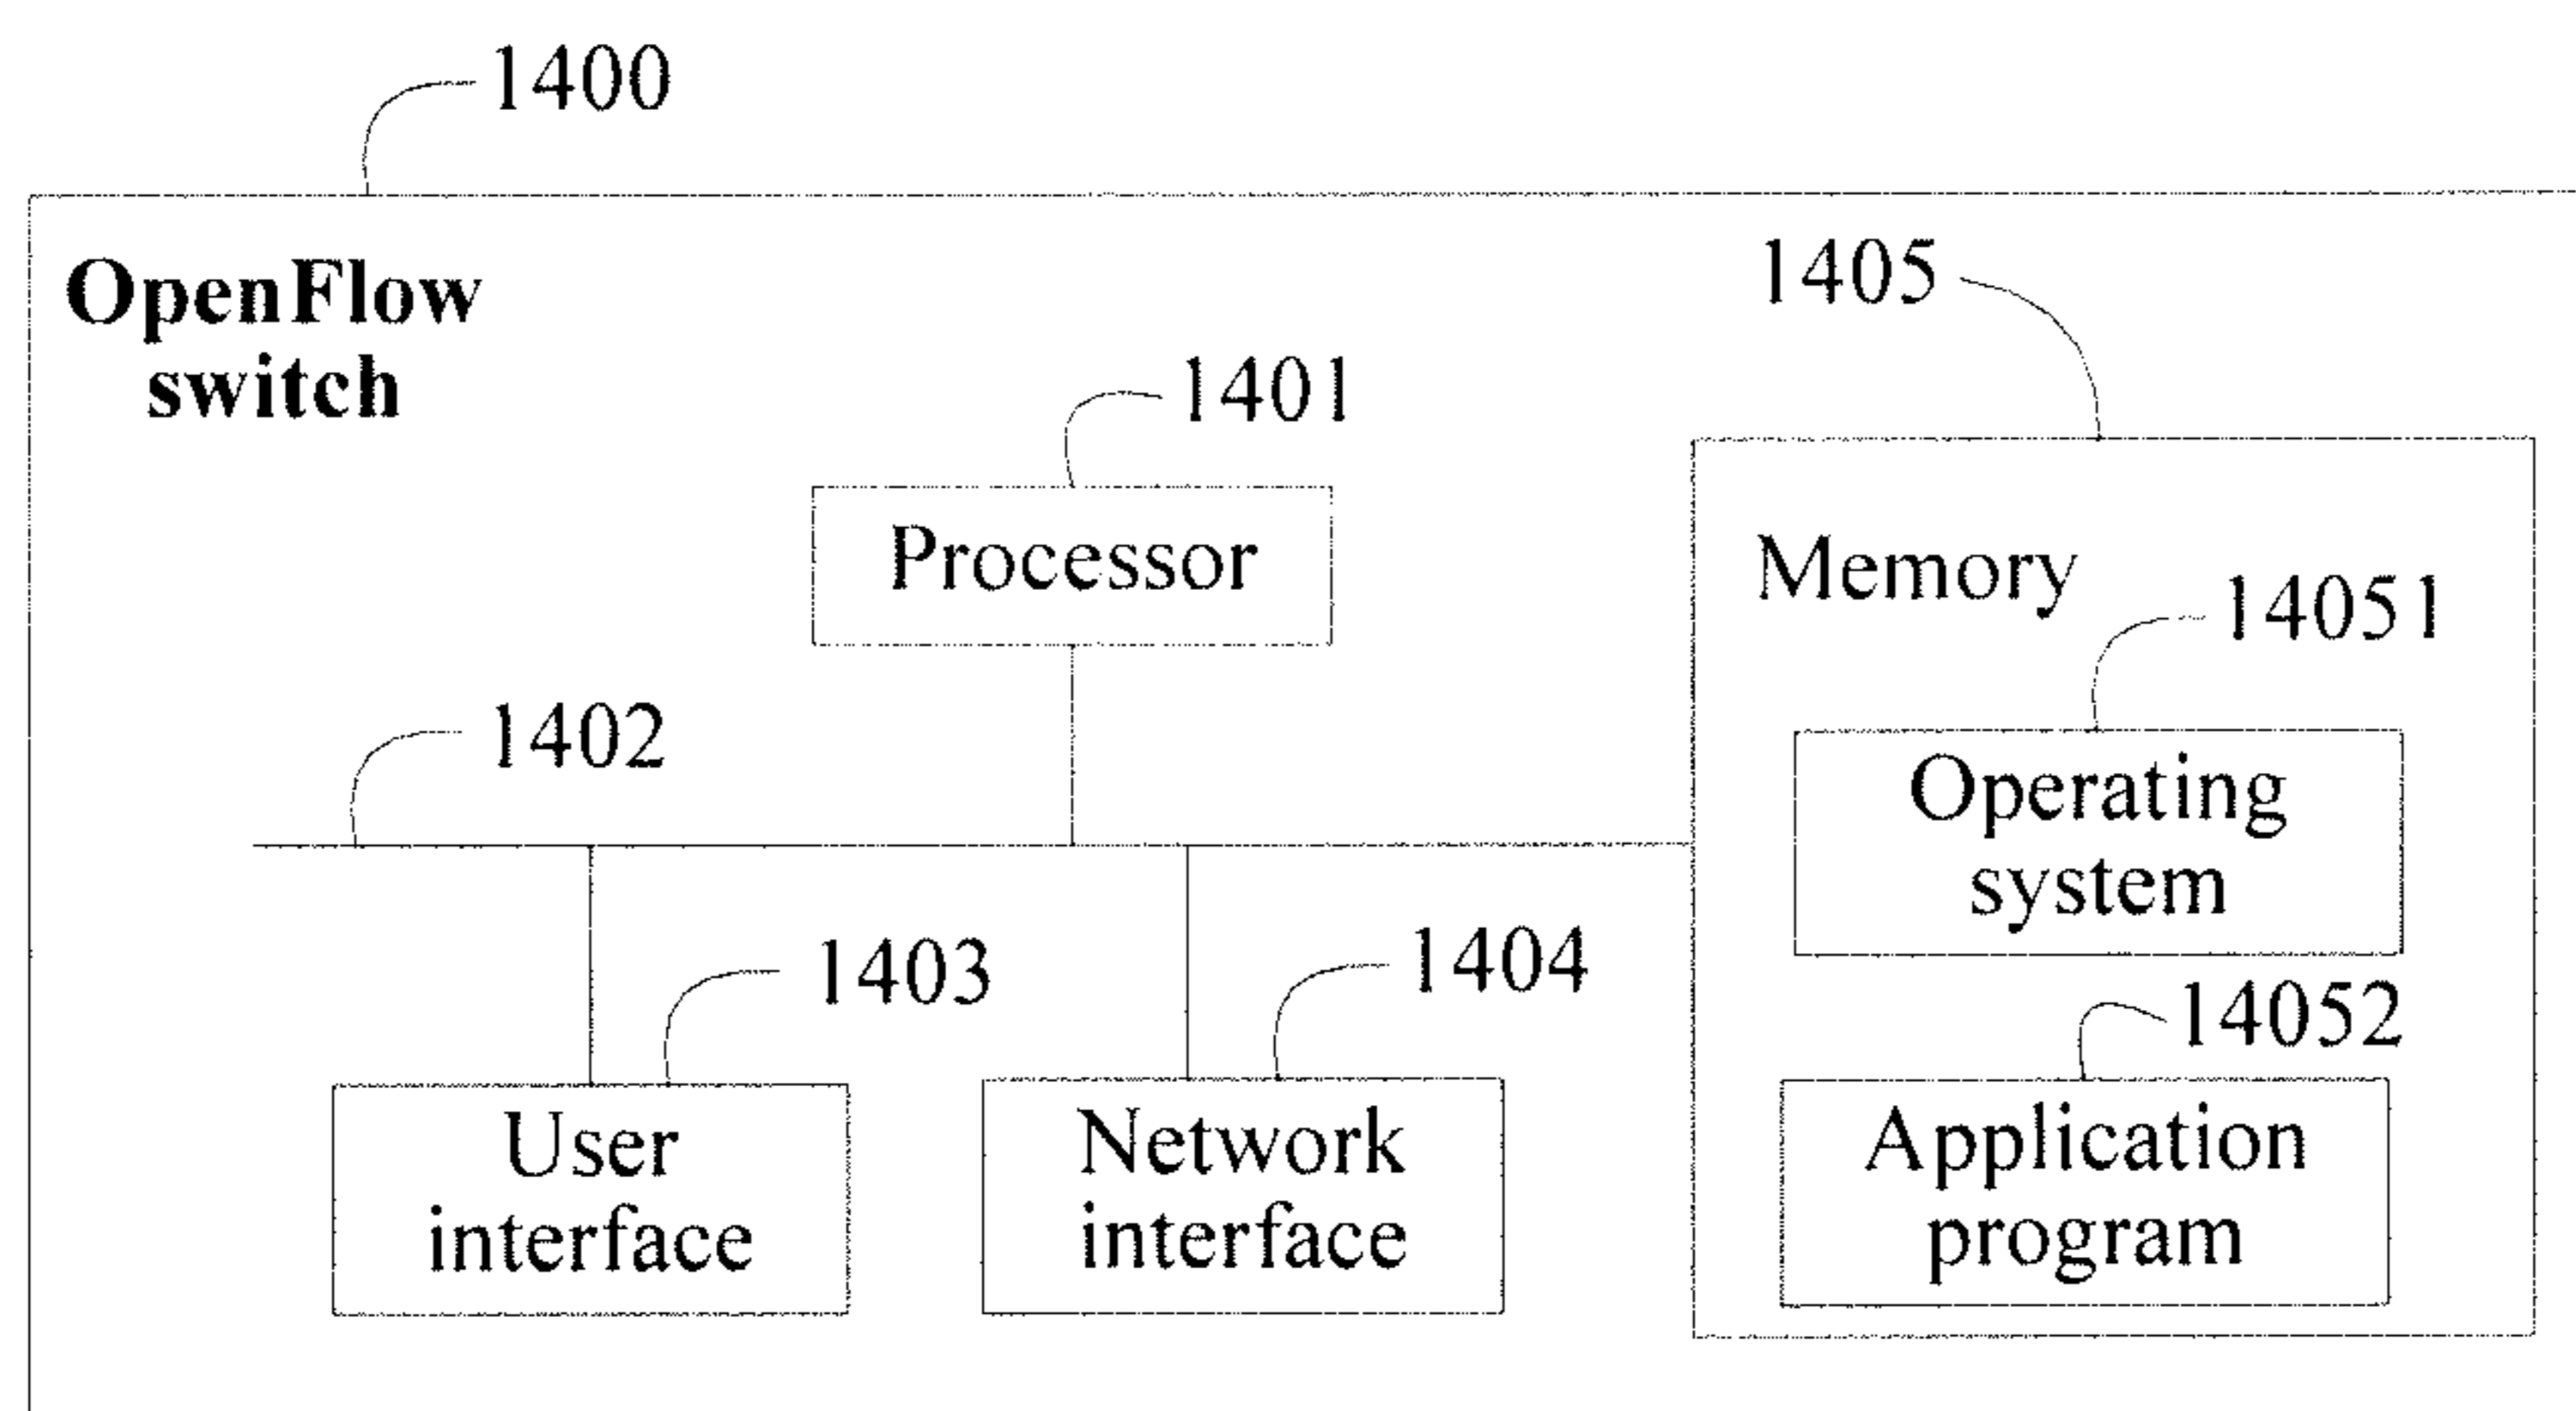 1400
OpenFlow
switch
1405
1401
Processor
Memory
14051
1402
Operating
system
1403
1404
14052
User
interface
Network
interface
Application
program